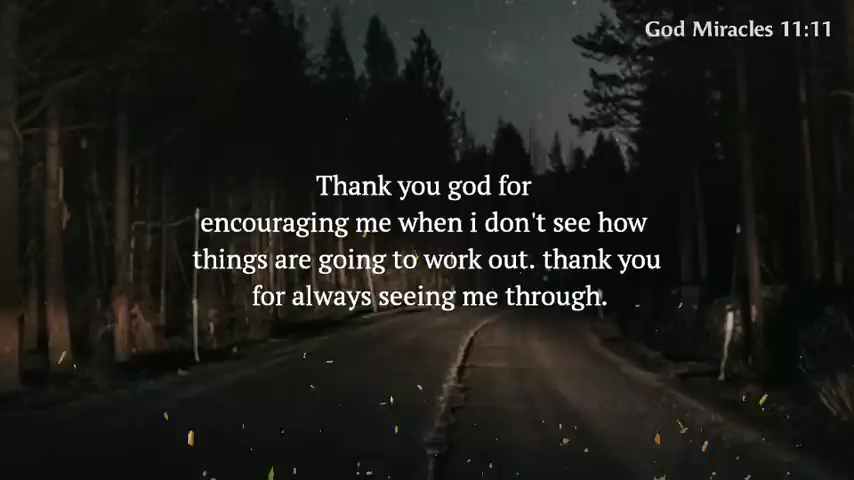 God Miracles 11:11
Thank you god for
encouraging me when i don't see how
things are going to work out. thank you
for always seeing me through.